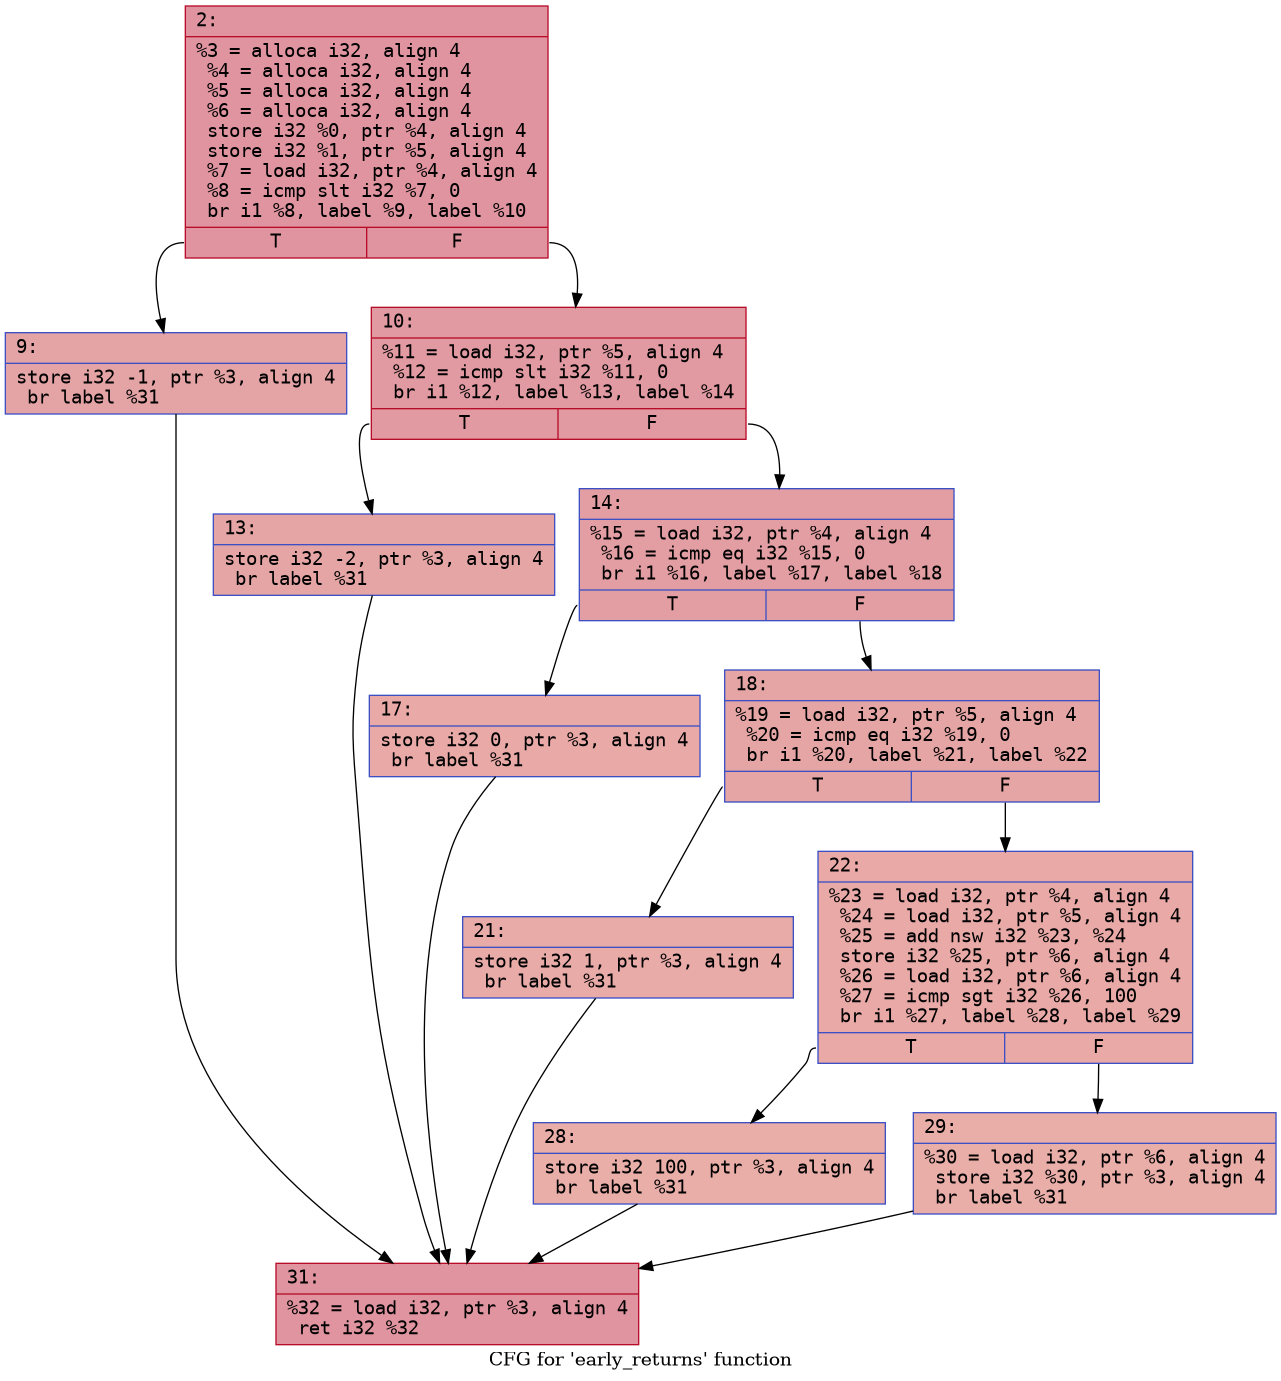 2:
%3 = alloca i32, align 4
%4 = alloca i32, align 4
%5 = alloca i32, align 4
%6 = alloca i32, align 4
store i32 %0, ptr %4, align 4
store i32 %1, ptr %5, align 4
%7 = load i32, ptr %4, align 4
%8 = icmp slt i32 %7, 0
br i1 %8, label %9, label %10
T F
9:
store i32 -1, ptr %3, align 4
br label %31
10:
%11 = load i32, ptr %5, align 4
%12 = icmp slt i32 %11, 0
br i1 %12, label %13, label %14
T F
13:
store i32 -2, ptr %3, align 4
br label %31
14:
%15 = load i32, ptr %4, align 4
%16 = icmp eq i32 %15, 0
br i1 %16, label %17, label %18
T F
17:
store i32 0, ptr %3, align 4
br label %31
18:
%19 = load i32, ptr %5, align 4
%20 = icmp eq i32 %19, 0
br i1 %20, label %21, label %22
T F
21:
store i32 1, ptr %3, align 4
br label %31
22:
%23 = load i32, ptr %4, align 4
%24 = load i32, ptr %5, align 4
%25 = add nsw i32 %23, %24
store i32 %25, ptr %6, align 4
%26 = load i32, ptr %6, align 4
%27 = icmp sgt i32 %26, 100
br i1 %27, label %28, label %29
T F
28:
store i32 100, ptr %3, align 4
br label %31
29:
%30 = load i32, ptr %6, align 4
store i32 %30, ptr %3, align 4
br label %31
31:
%32 = load i32, ptr %3, align 4
ret i32 %32
CFG for 'early_returns' function